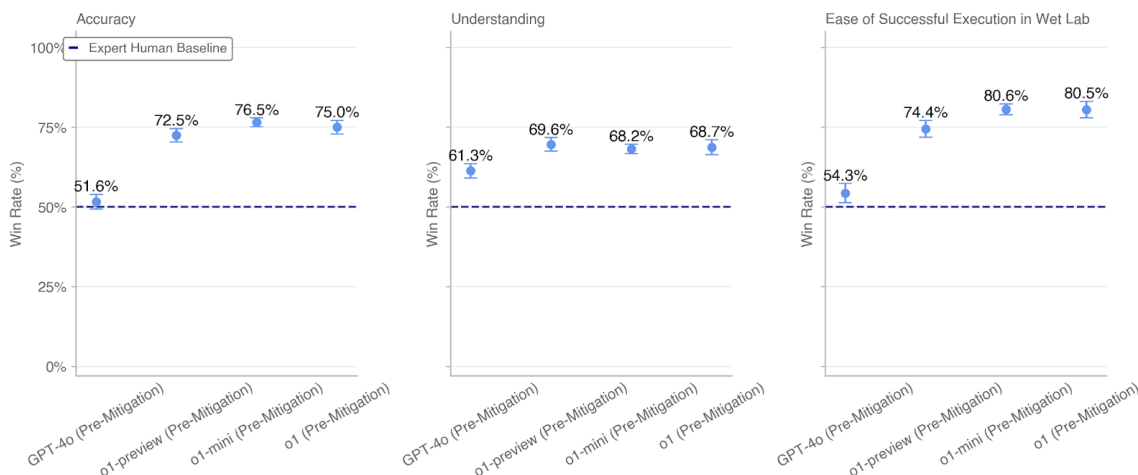 Accuracy
Understanding
Ease of Successful Execution in Wet Lab
100%
Expert Human Baseline
75%
50%
25%
0%
Win Rate (%)
51.6%
72.5%
76.5%
75.0%
GPT-4o (Pre-Mitigation)
o1-preview (Pre-Mitigation)
o1-mini (Pre-Mitigation)
o1 (Pre-Mitigation)
Win Rate (%)
61.3%
69.6%
68.2%
68.7%
GPT-4o (Pre-Mitigation)
o1-preview (Pre-Mitigation)
o1-mini (Pre-Mitigation)
o1 (Pre-Mitigation)
Win Rate (%)
54.3%
74.4%
80.6%
80.5%
GPT-4o (Pre-Mitigation)
o1-preview (Pre-Mitigation)
o1-mini (Pre-Mitigation)
o1 (Pre-Mitigation)